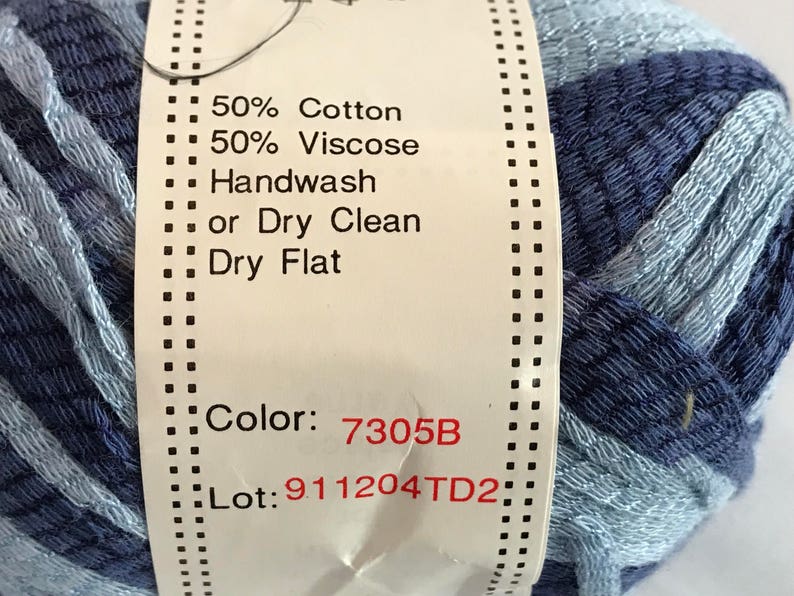 50% Cotton
50% Viscose
Handwash
or Dry Clean
Dry Flat
Color: 7305B
Lot: 911204TD2